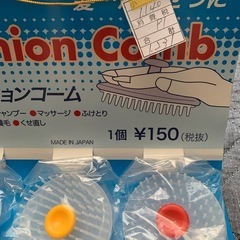 nion Comb
ョンコーム
ャンプー ●マッサージ ●ふけとり
毛 ●くせ直し
1個 ¥150(税抜)
MADE IN JAPAN